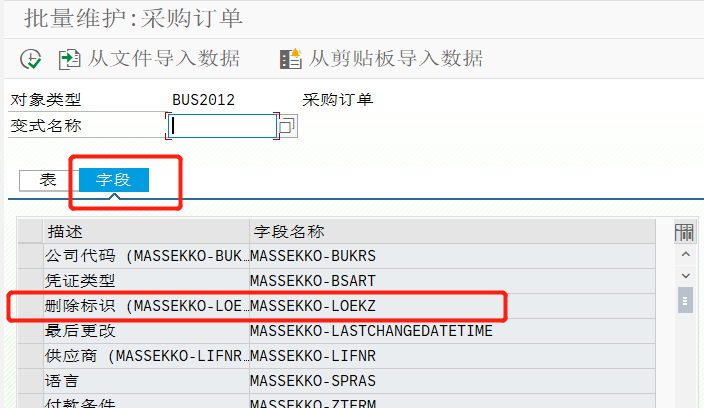 批量维护:采购订单
从文件导入数据 从剪贴板导入数据
对象类型 BUS2012 采购订单
变式名称
表 字段
描述 字段名称
公司代码 (MASSEKKO-BUK… MASSEKKO-BUKRS
凭证类型 MASSEKKO-BSART
删除标识 (MASSEKKO-LOE… MASSEKKO-LOEKZ
最后更改 MASSEKKO-LASTCHANGEDATETIME
供应商 (MASSEKKO-LIFNR… MASSEKKO-LIFNR
语言 MASSEKKO-SPRAS
付款条件 MASSEKKO-ZTERM